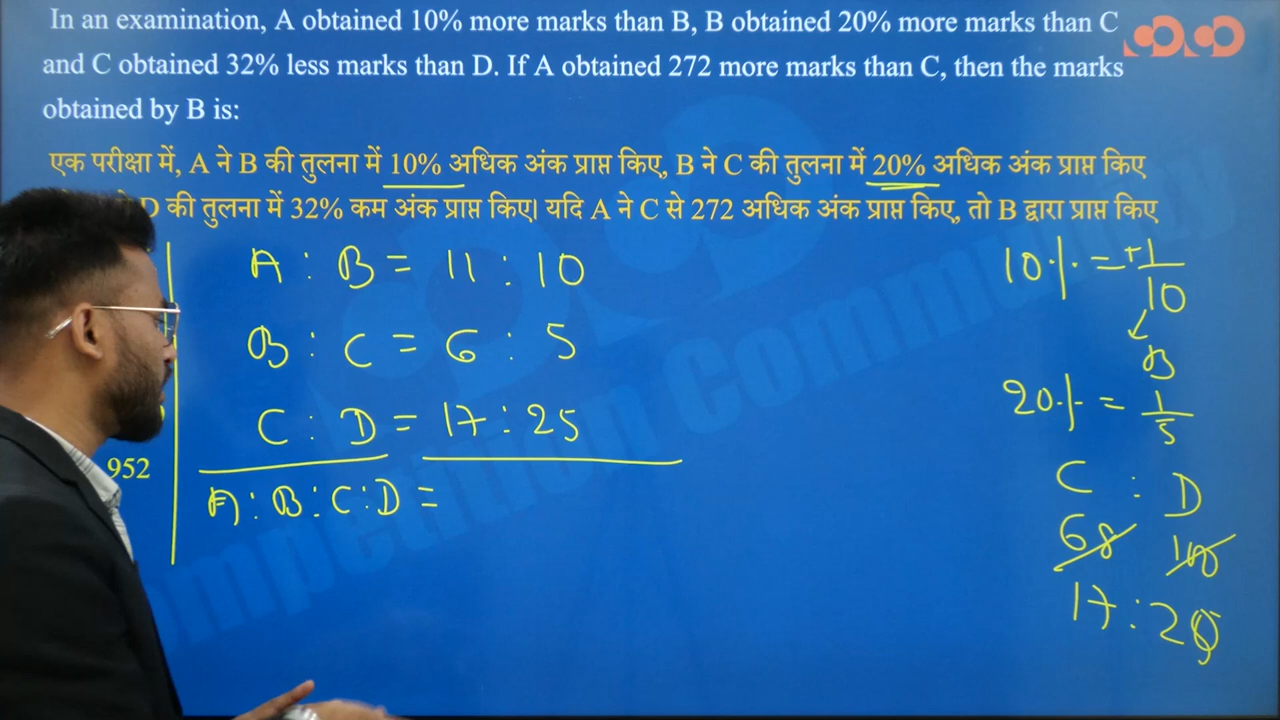 In an examination, A obtained 10% more marks than B, B obtained 20% more marks than C
and C obtained 32% less marks than D. If A obtained 272 more marks than C, then the marks
obtained by B is:
एक परीक्षा में, A ने B की तुलना में 10% अधिक अंक प्राप्त किए, B ने C की तुलना में 20% अधिक अंक प्राप्त किए
D की तुलना में 32% कम अंक प्राप्त किए। यदि A ने C से 272 अधिक अंक प्राप्त किए, तो B द्वारा प्राप्त किए
A : B = 11 : 10
B : C = 6 : 5
C : D = 17 : 25
952
A : B : C : D =
10% = +1/10
B
20% = 1/5
C : D
68 100
17 : 25
Competition Community